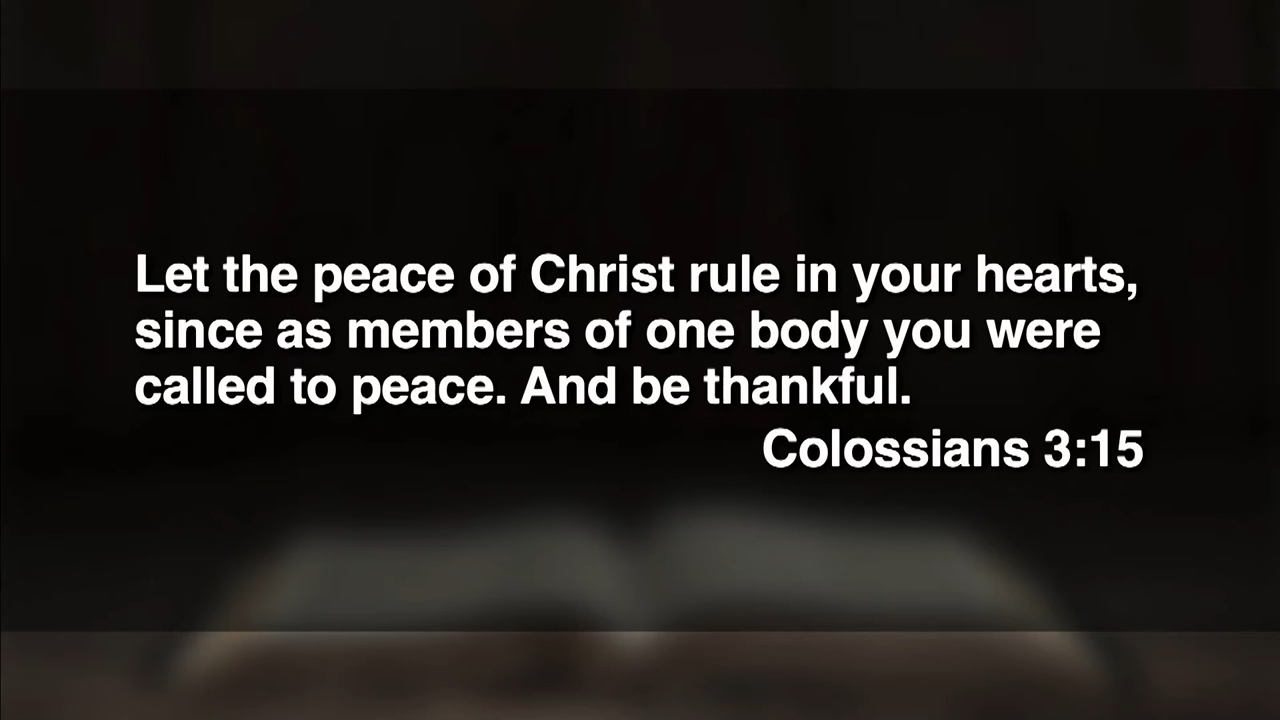 Let the peace of Christ rule in your hearts,
since as members of one body you were
called to peace. And be thankful.
Colossians 3:15